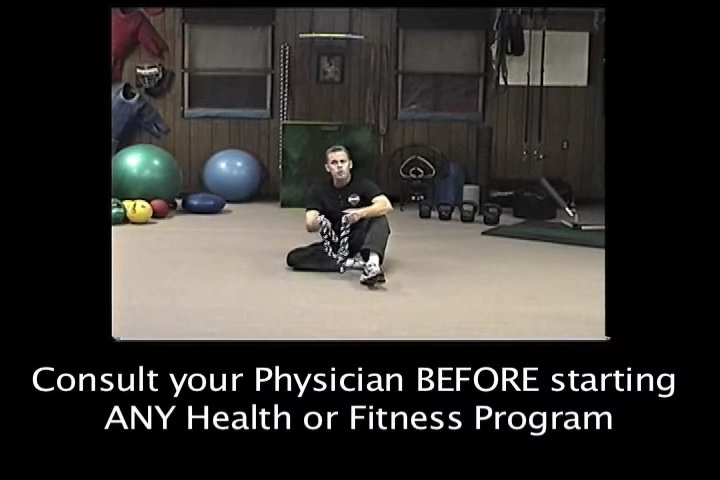 Consult your Physician BEFORE starting
ANY Health or Fitness Program